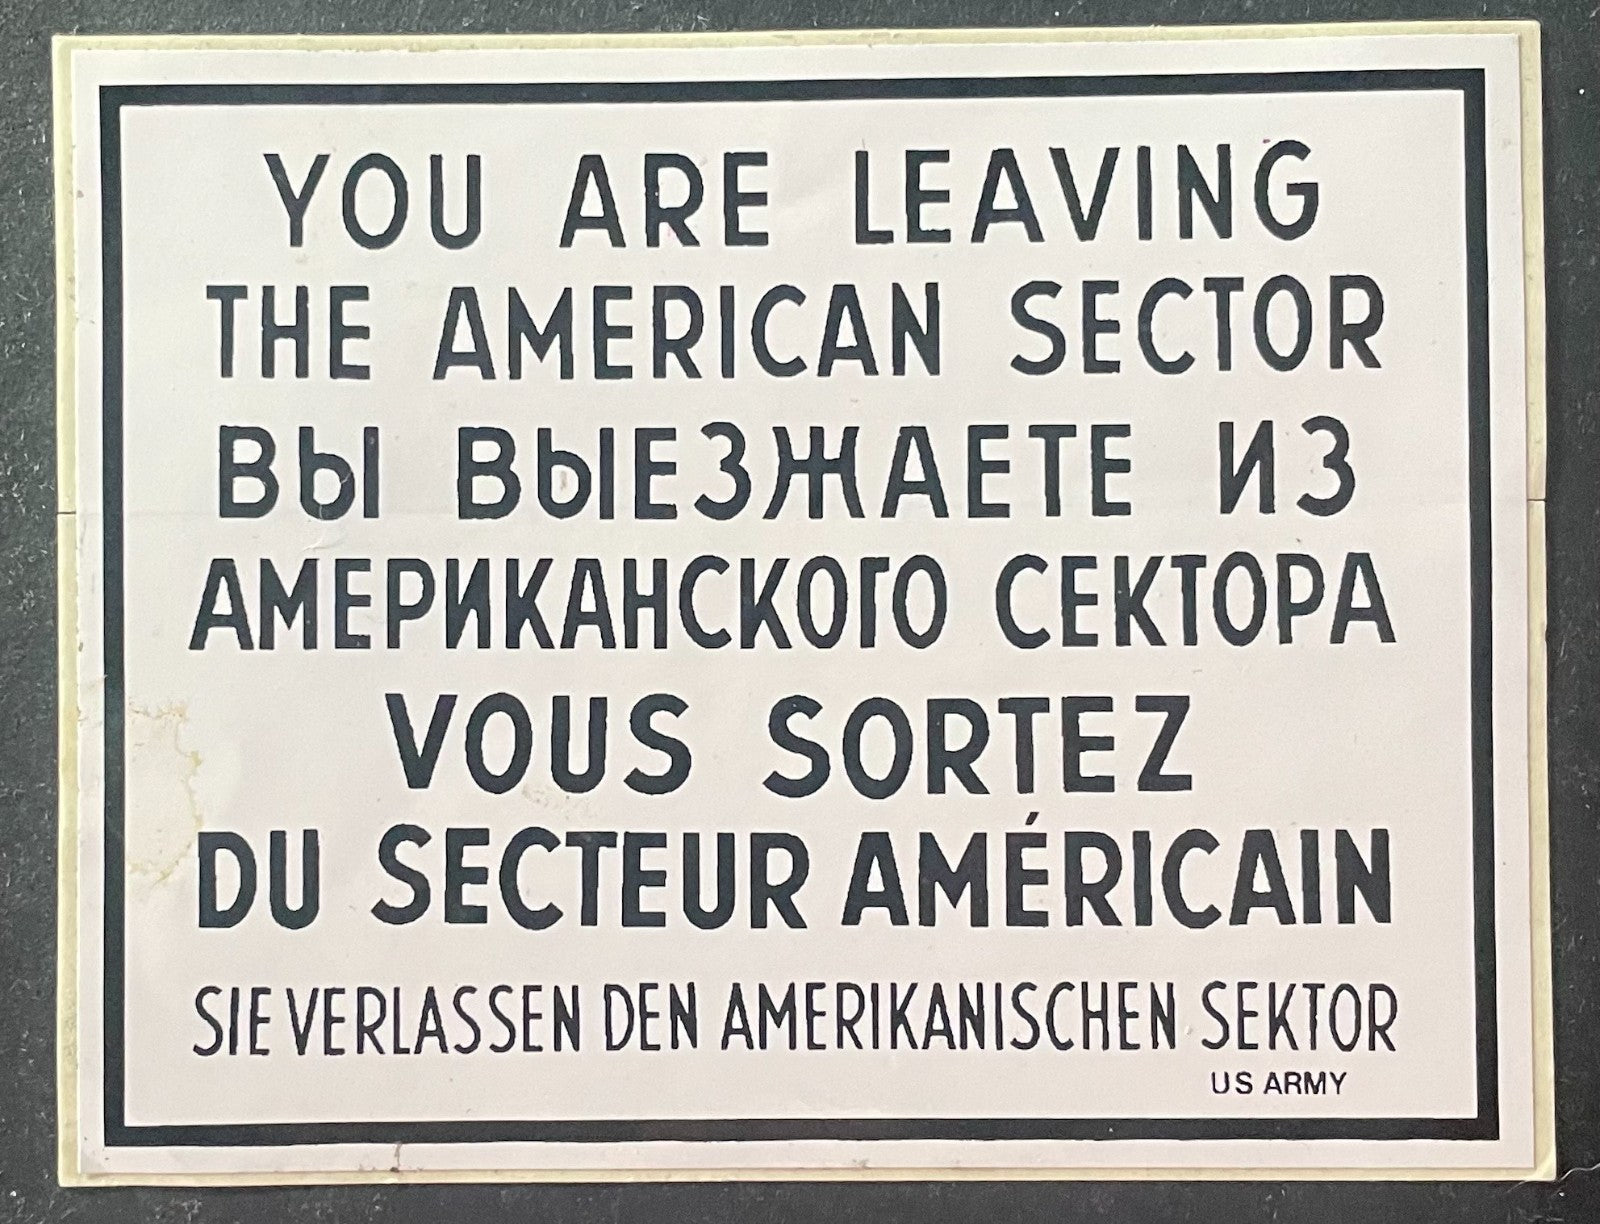 YOU ARE LEAVING
THE AMERICAN SECTOR
ВЫ ВЫЕЗЖАЕТЕ ИЗ
АМЕРИКАНСКОГО СЕКТОРА
VOUS SORTEZ
DU SECTEUR AMÉRICAIN
SIE VERLASSEN DEN AMERIKANISCHEN SEKTOR
US ARMY